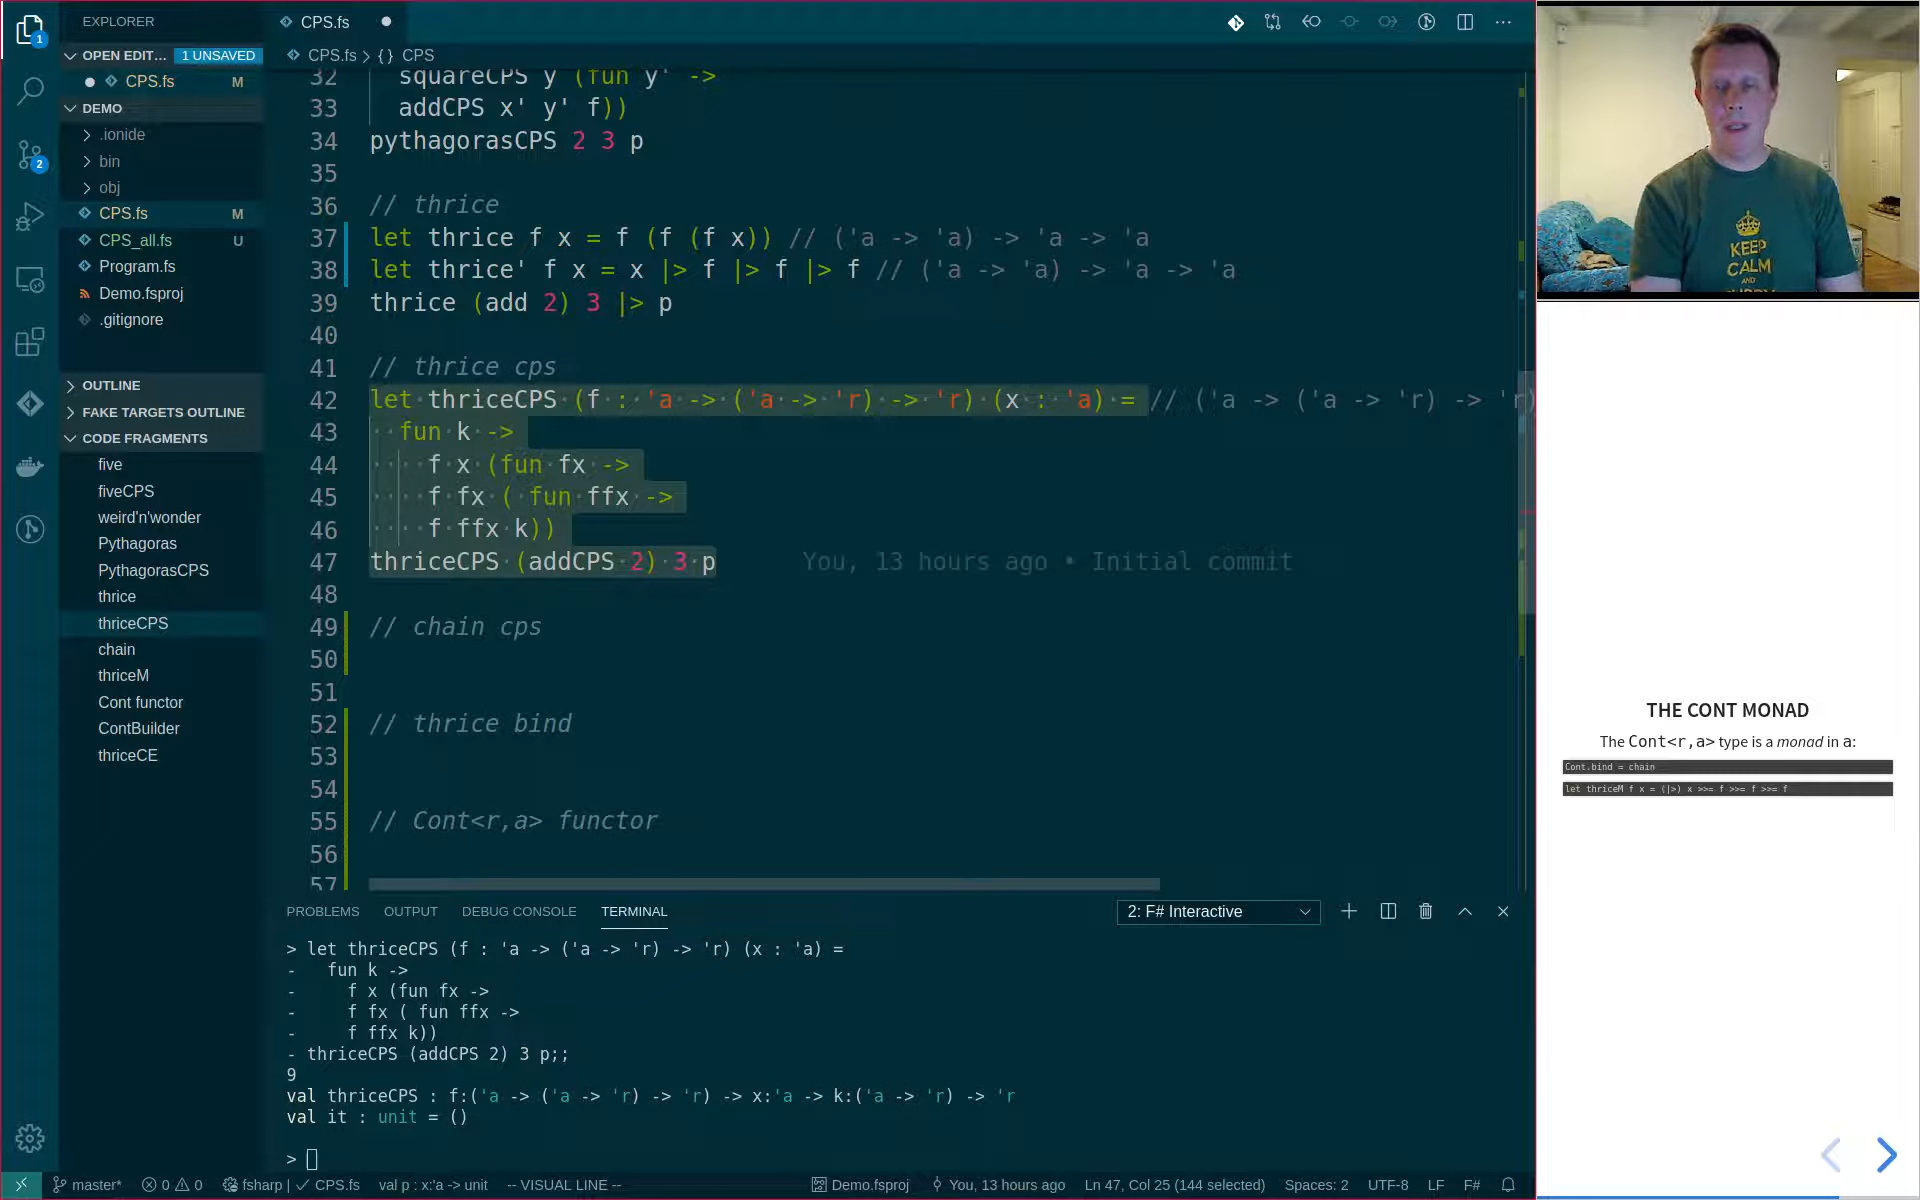 EXPLORER
OPEN EDIT... 1 UNSAVED
CPS.fs M
DEMO
.ionide
bin
obj
CPS.fs M
CPS_all.fs U
Program.fs
Demo.fsproj
.gitignore
OUTLINE
FAKE TARGETS OUTLINE
CODE FRAGMENTS
five
fiveCPS
weird'n'wonder
Pythagoras
PythagorasCPS
thrice
thriceCPS
chain
thriceM
Cont functor
ContBuilder
thriceCE
1
2
CPS.fs
CPS.fs > {} CPS
32 squareCPS y (fun y' ->
33 addCPS x' y' f))
34 pythagorasCPS 2 3 p
35
36 // thrice
37 let thrice f x = f (f (f x)) // ('a -> 'a) -> 'a -> 'a
38 let thrice' f x = x |> f |> f |> f // ('a -> 'a) -> 'a -> 'a
39 thrice (add 2) 3 |> p
40
41 // thrice cps
42 let thriceCPS (f : 'a -> ('a -> 'r) -> 'r) (x : 'a) = // ('a -> ('a -> 'r) -> 'r)
43 fun k ->
44 f x (fun fx ->
45 f fx ( fun ffx ->
46 f ffx k))
47 thriceCPS (addCPS 2) 3 p You, 13 hours ago • Initial commit
48
49 // chain cps
50
51
52 // thrice bind
53
54
55 // Cont<r,a> functor
56
57
PROBLEMS OUTPUT DEBUG CONSOLE TERMINAL 2: F# Interactive
> let thriceCPS (f : 'a -> ('a -> 'r) -> 'r) (x : 'a) =
- fun k ->
- f x (fun fx ->
- f fx ( fun ffx ->
- f ffx k))
- thriceCPS (addCPS 2) 3 p;;
9
val thriceCPS : f:('a -> ('a -> 'r) -> 'r) -> x:'a -> k:('a -> 'r) -> 'r
val it : unit = ()
>
master* 0 0 fsharp | CPS.fs val p : x:'a -> unit -- VISUAL LINE -- Demo.fsproj You, 13 hours ago Ln 47, Col 25 (144 selected) Spaces: 2 UTF-8 LF F#
KEEP
CALM
AND
THE CONT MONAD
The Cont<r,a> type is a monad in a:
Cont.bind = chain
let thriceM f x = (|>) x >>= f >>= f >>= f